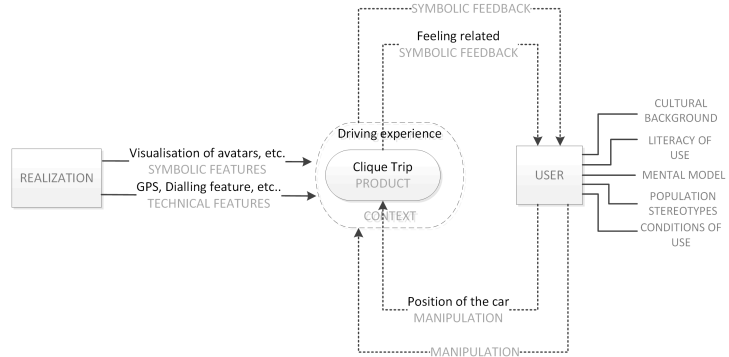 SYMBOLIC FEEDBACK
Feeling related
SYMBOLIC FEEDBACK
Driving experience
Visualisation of avatars, etc.
SYMBOLIC FEATURES
GPS, Dialling feature, etc..
TECHNICAL FEATURES
REALIZATION
Clique Trip
PRODUCT
CONTEXT
USER
CULTURAL
BACKGROUND
LITERACY OF
USE
MENTAL MODEL
POPULATION
STEREOTYPES
CONDITIONS OF
USE
Position of the car
MANIPULATION
MANIPULATION